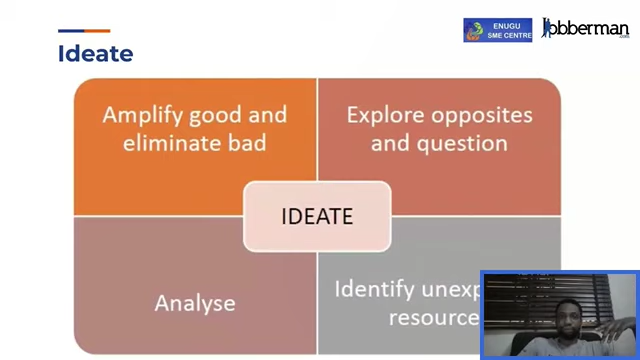 ENUGU
SME CENTRE
Jobberman
.com
Ideate
Amplify good and
eliminate bad
Explore opposites
and question
IDEATE
Analyse
Identify
resource